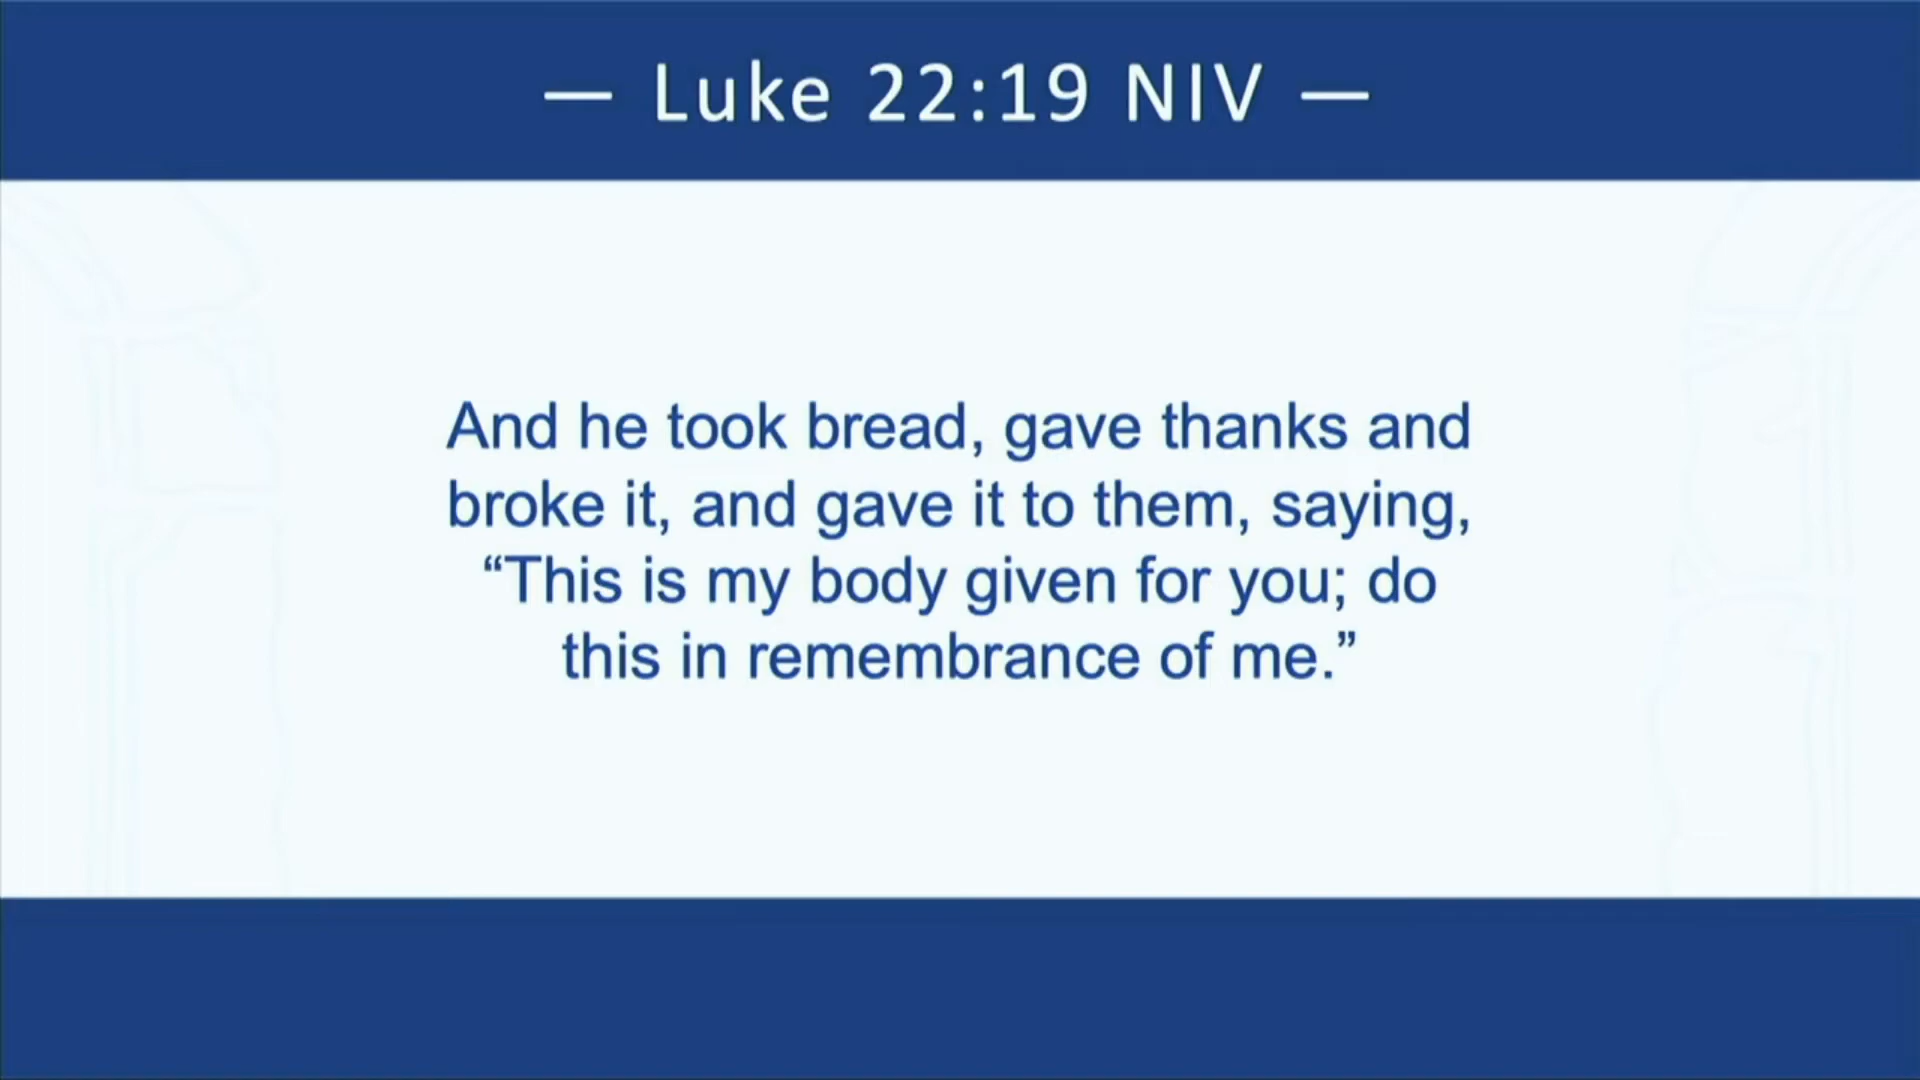 — Luke 22:19 NIV —
And he took bread, gave thanks and
broke it, and gave it to them, saying,
“This is my body given for you; do
this in remembrance of me.”